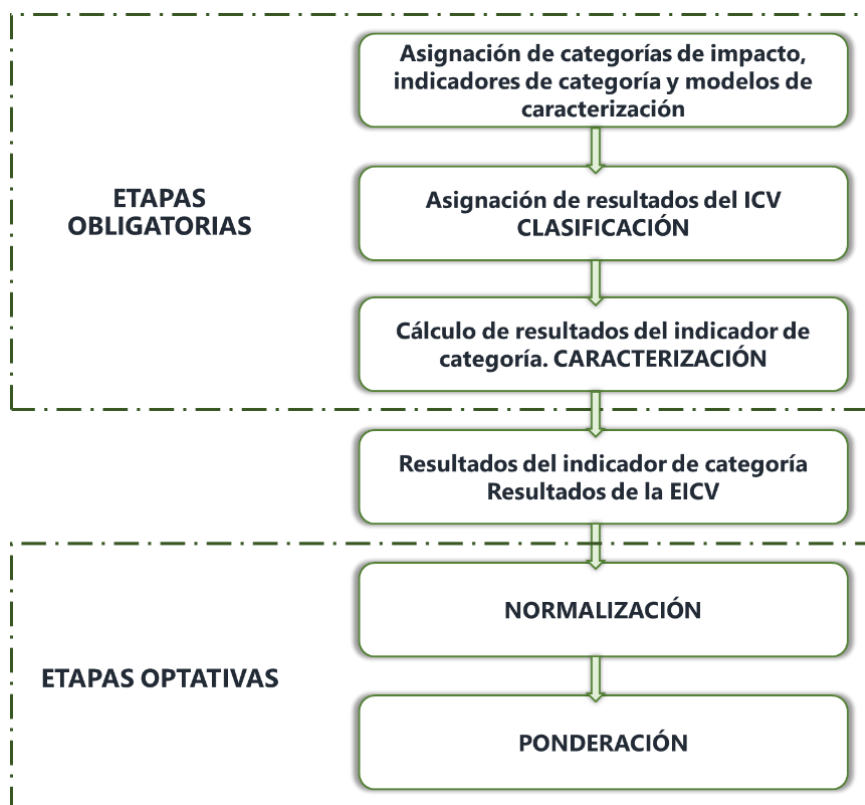 Asignación de categorías de impacto,
indicadores de categoría y modelos de
caracterización
ETAPAS
OBLIGATORIAS
Asignación de resultados del ICV
CLASIFICACIÓN
Cálculo de resultados del indicador de
categoría. CARACTERIZACIÓN
Resultados del indicador de categoría
Resultados de la EICV
NORMALIZACIÓN
ETAPAS OPTATIVAS
PONDERACIÓN